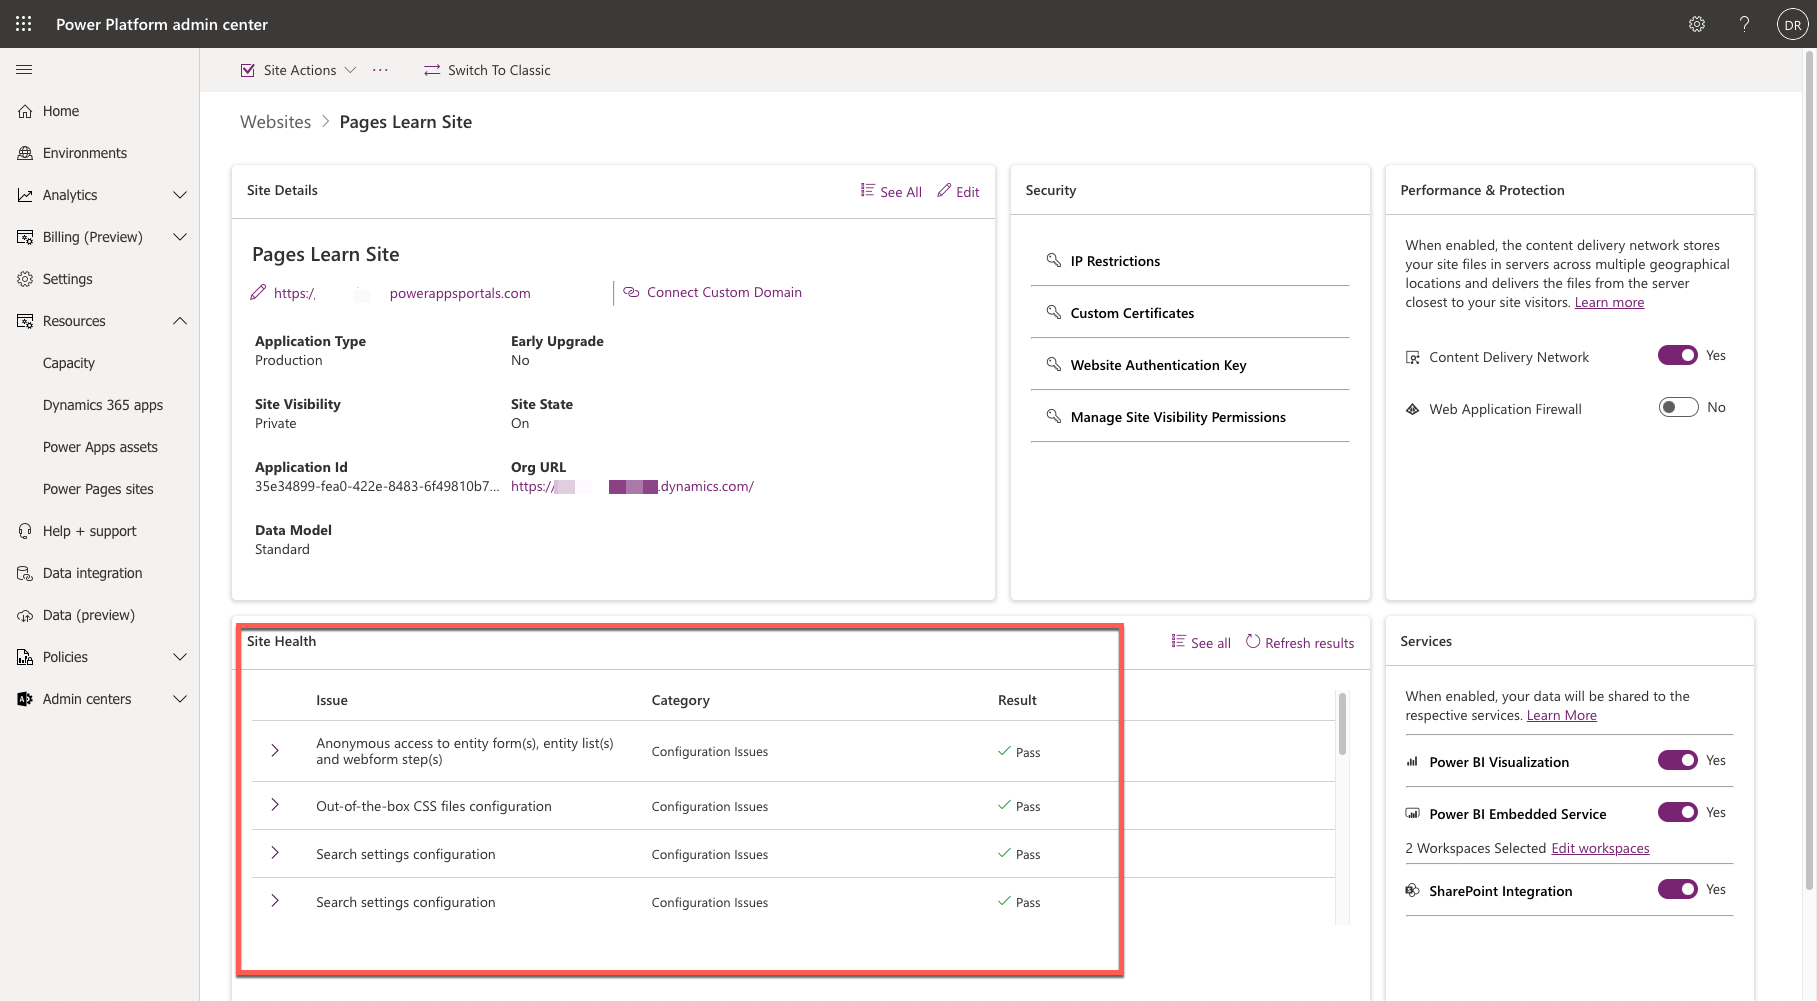 Power Platform admin center
?
DR
Site Actions
···
Switch To Classic
Home
Environments
Analytics
Billing (Preview)
Settings
Resources
Capacity
Dynamics 365 apps
Power Apps assets
Power Pages sites
Help + support
Data integration
Data (preview)
Policies
Admin centers
Websites > Pages Learn Site
Site Details
See All
Edit
Pages Learn Site
https:/
powerappsportals.com
Connect Custom Domain
Application Type
Production
Early Upgrade
No
Site Visibility
Private
Site State
On
Application Id
35e34899-fea0-422e-8483-6f49810b7...
Org URL
https://
.dynamics.com/
Data Model
Standard
Security
IP Restrictions
Custom Certificates
Website Authentication Key
Manage Site Visibility Permissions
Performance & Protection
When enabled, the content delivery network stores
your site files in servers across multiple geographical
locations and delivers the files from the server
closest to your site visitors. Learn more
Content Delivery Network
Yes
Web Application Firewall
No
Site Health
See all
Refresh results
Issue
Category
Result
Anonymous access to entity form(s), entity list(s)
and webform step(s)
Configuration Issues
Pass
Out-of-the-box CSS files configuration
Configuration Issues
Pass
Search settings configuration
Configuration Issues
Pass
Search settings configuration
Configuration Issues
Pass
Services
When enabled, your data will be shared to the
respective services. Learn More
Power BI Visualization
Yes
Power BI Embedded Service
Yes
2 Workspaces Selected Edit workspaces
SharePoint Integration
Yes